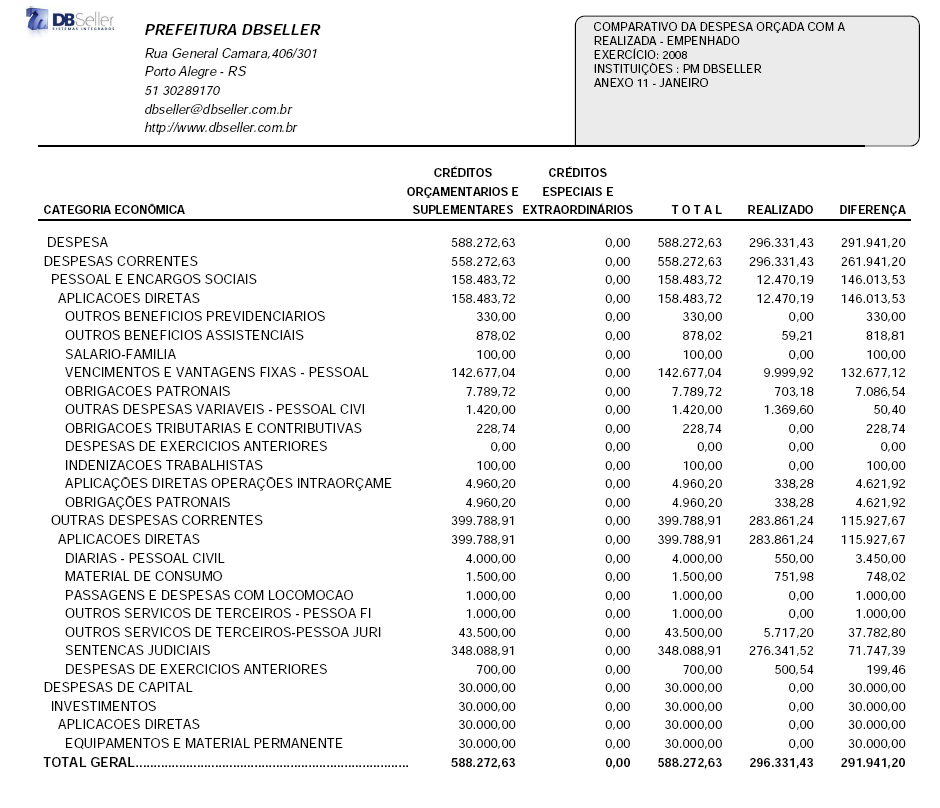 DBSeller
SISTEMAS INTEGRADOS
PREFEITURA DBSELLER
Rua General Camara,406/301
Porto Alegre - RS
51 30289170
dbseller@dbseller.com.br
http://www.dbseller.com.br
COMPARATIVO DA DESPESA ORÇADA COM A
REALIZADA - EMPENHADO
EXERCÍCIO: 2008
INSTITUIÇÕES : PM DBSELLER
ANEXO 11 - JANEIRO
CRÉDITOS CRÉDITOS
ORÇAMENTARIOS E ESPECIAIS E
CATEGORIA ECONÔMICA SUPLEMENTARES EXTRAORDINÁRIOS T O T A L REALIZADO DIFERENÇA
DESPESA 588.272,63 0,00 588.272,63 296.331,43 291.941,20
DESPESAS CORRENTES 558.272,63 0,00 558.272,63 296.331,43 261.941,20
PESSOAL E ENCARGOS SOCIAIS 158.483,72 0,00 158.483,72 12.470,19 146.013,53
APLICACOES DIRETAS 158.483,72 0,00 158.483,72 12.470,19 146.013,53
OUTROS BENEFICIOS PREVIDENCIARIOS 330,00 0,00 330,00 0,00 330,00
OUTROS BENEFICIOS ASSISTENCIAIS 878,02 0,00 878,02 59,21 818,81
SALARIO-FAMILIA 100,00 0,00 100,00 0,00 100,00
VENCIMENTOS E VANTAGENS FIXAS - PESSOAL 142.677,04 0,00 142.677,04 9.999,92 132.677,12
OBRIGACOES PATRONAIS 7.789,72 0,00 7.789,72 703,18 7.086,54
OUTRAS DESPESAS VARIAVEIS - PESSOAL CIVI 1.420,00 0,00 1.420,00 1.369,60 50,40
OBRIGACOES TRIBUTARIAS E CONTRIBUTIVAS 228,74 0,00 228,74 0,00 228,74
DESPESAS DE EXERCICIOS ANTERIORES 0,00 0,00 0,00 0,00 0,00
INDENIZACOES TRABALHISTAS 100,00 0,00 100,00 0,00 100,00
APLICAÇÕES DIRETAS OPERAÇÕES INTRAORÇAME 4.960,20 0,00 4.960,20 338,28 4.621,92
OBRIGAÇÕES PATRONAIS 4.960,20 0,00 4.960,20 338,28 4.621,92
OUTRAS DESPESAS CORRENTES 399.788,91 0,00 399.788,91 283.861,24 115.927,67
APLICACOES DIRETAS 399.788,91 0,00 399.788,91 283.861,24 115.927,67
DIARIAS - PESSOAL CIVIL 4.000,00 0,00 4.000,00 550,00 3.450,00
MATERIAL DE CONSUMO 1.500,00 0,00 1.500,00 751,98 748,02
PASSAGENS E DESPESAS COM LOCOMOCAO 1.000,00 0,00 1.000,00 0,00 1.000,00
OUTROS SERVICOS DE TERCEIROS - PESSOA FI 1.000,00 0,00 1.000,00 0,00 1.000,00
OUTROS SERVICOS DE TERCEIROS-PESSOA JURI 43.500,00 0,00 43.500,00 5.717,20 37.782,80
SENTENCAS JUDICIAIS 348.088,91 0,00 348.088,91 276.341,52 71.747,39
DESPESAS DE EXERCICIOS ANTERIORES 700,00 0,00 700,00 500,54 199,46
DESPESAS DE CAPITAL 30.000,00 0,00 30.000,00 0,00 30.000,00
INVESTIMENTOS 30.000,00 0,00 30.000,00 0,00 30.000,00
APLICACOES DIRETAS 30.000,00 0,00 30.000,00 0,00 30.000,00
EQUIPAMENTOS E MATERIAL PERMANENTE 30.000,00 0,00 30.000,00 0,00 30.000,00
TOTAL GERAL........................................................................... 588.272,63 0,00 588.272,63 296.331,43 291.941,20